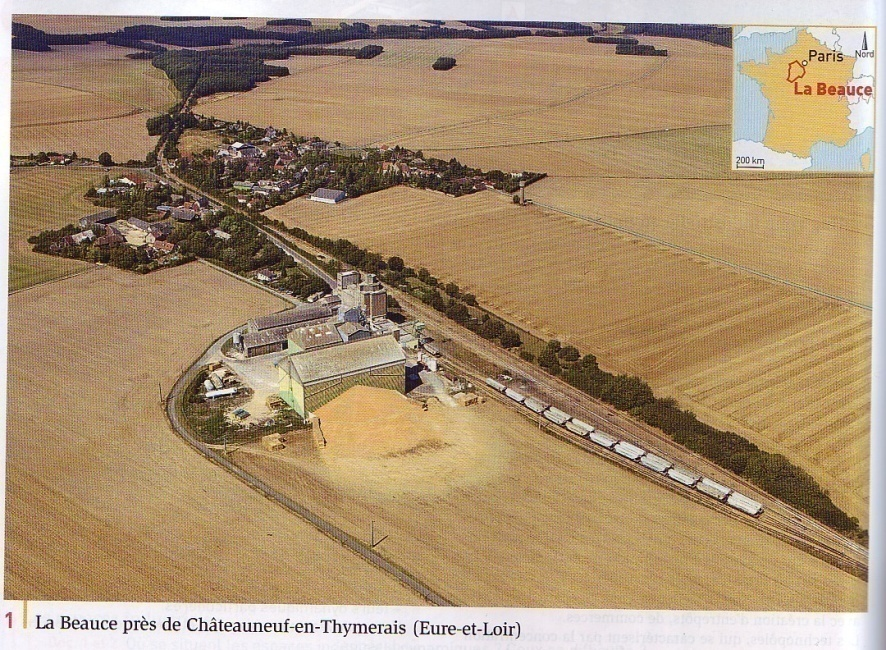 Paris
Nord
La Beauce
200 km
1 La Beauce près de Châteauneuf-en-Thymerais (Eure-et-Loir)